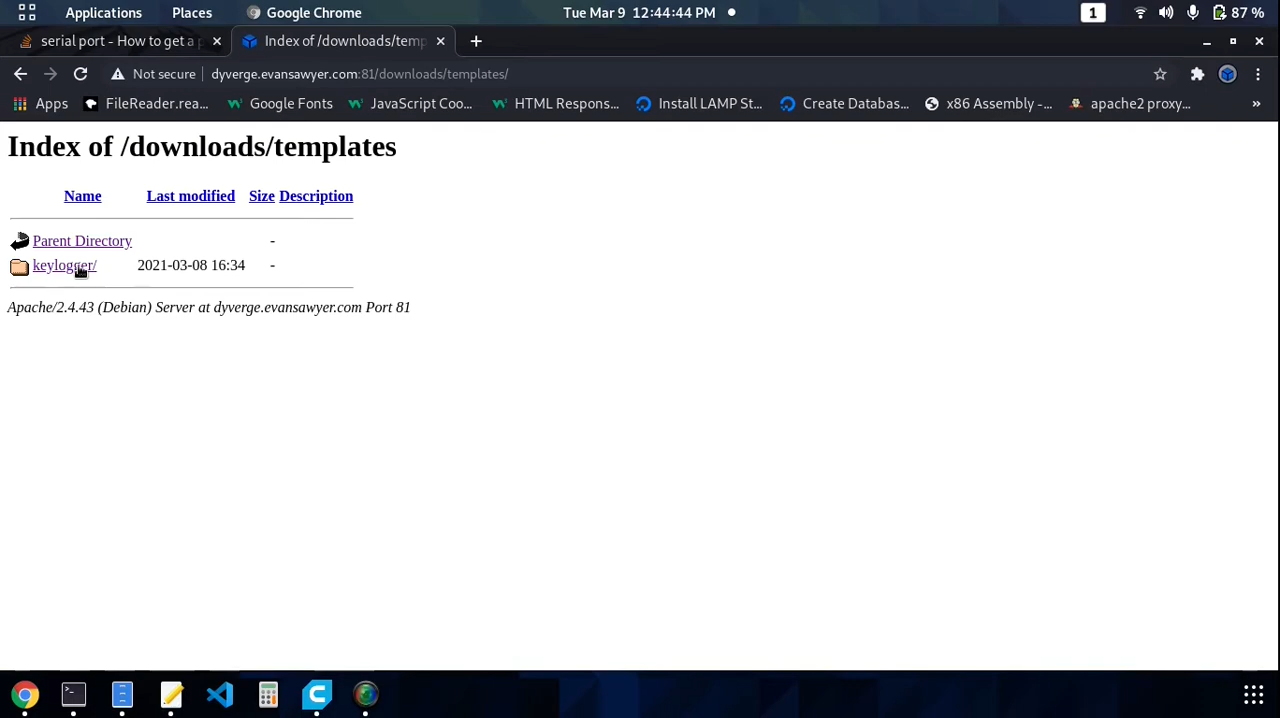 Applications Places Google Chrome Tue Mar 9 12:44:44 PM 1 87 %
serial port - How to get a p Index of /downloads/temp
Not secure dyverge.evansawyer.com:81/downloads/templates/
Apps FileReader.rea... Google Fonts JavaScript Coo... HTML Respons... Install LAMP St... Create Databas... x86 Assembly -... apache2 proxy... »
Index of /downloads/templates
Name Last modified Size Description
Parent Directory -
keylogger/ 2021-03-08 16:34 -
Apache/2.4.43 (Debian) Server at dyverge.evansawyer.com Port 81